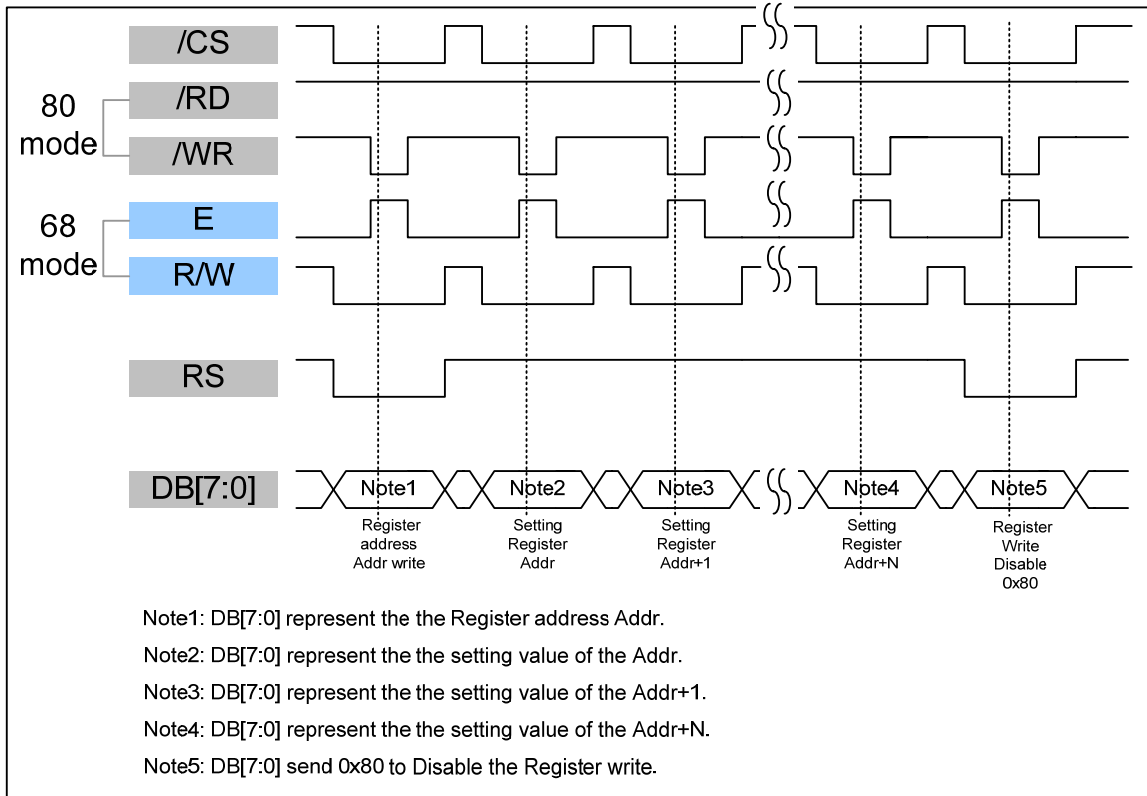 /CS
80
mode
/RD
/WR
68
mode
E
R/W
RS
DB[7:0]
Note1
Note2
Note3
Note4
Note5
Register
address
Addr write
Setting
Register
Addr
Setting
Register
Addr+1
Setting
Register
Addr+N
Register
Write
Disable
0x80
Note1: DB[7:0] represent the the Register address Addr.
Note2: DB[7:0] represent the the setting value of the Addr.
Note3: DB[7:0] represent the the setting value of the Addr+1.
Note4: DB[7:0] represent the the setting value of the Addr+N.
Note5: DB[7:0] send 0x80 to Disable the Register write.